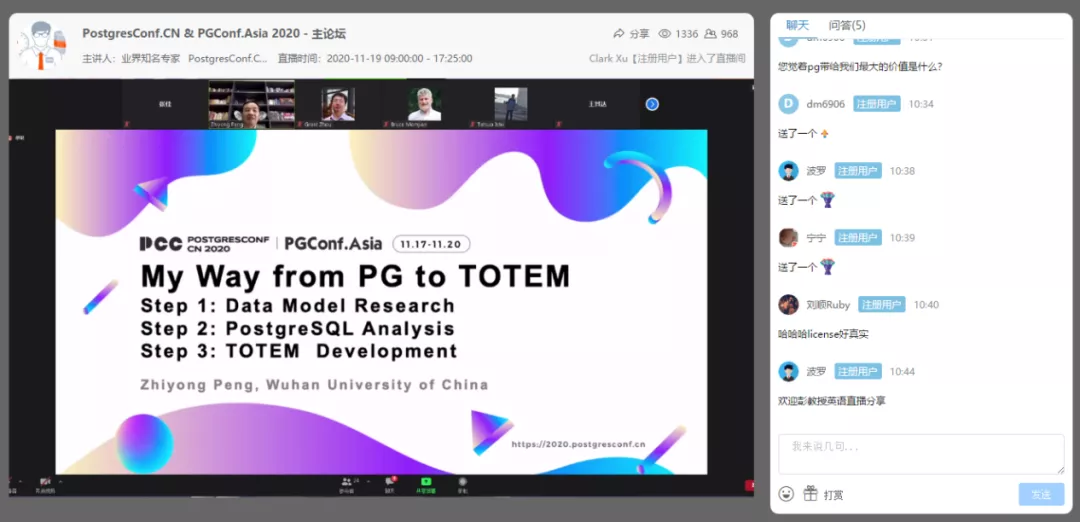 PostgresConf.CN & PGConf.Asia 2020 - 主论坛
分享 1336 968
主讲人: 业界知名专家 PostgresConf.C... 直播时间: 2020-11-19 09:00:00 - 17:25:00
Clark Xu【注册用户】进入了直播间
Zhiyong Peng
Grant Zhou
Bruce Momjian
PCC POSTGRESCONF CN 2020 | PGConf.Asia 11.17-11.20
My Way from PG to TOTEM
Step 1: Data Model Research
Step 2: PostgreSQL Analysis
Step 3: TOTEM Development
Zhiyong Peng, Wuhan University of China
https://2020.postgresconf.cn
聊天 问答(5)
您觉着pg带给我们最大的价值是什么?
D dm6906 注册用户 10:34
送了一个
波罗 注册用户 10:38
送了一个
宁宁 注册用户 10:39
送了一个
刘顺Ruby 注册用户 10:40
哈哈哈license好真实
波罗 注册用户 10:44
欢迎彭教授英语直播分享
我来说几句...
打赏
发送